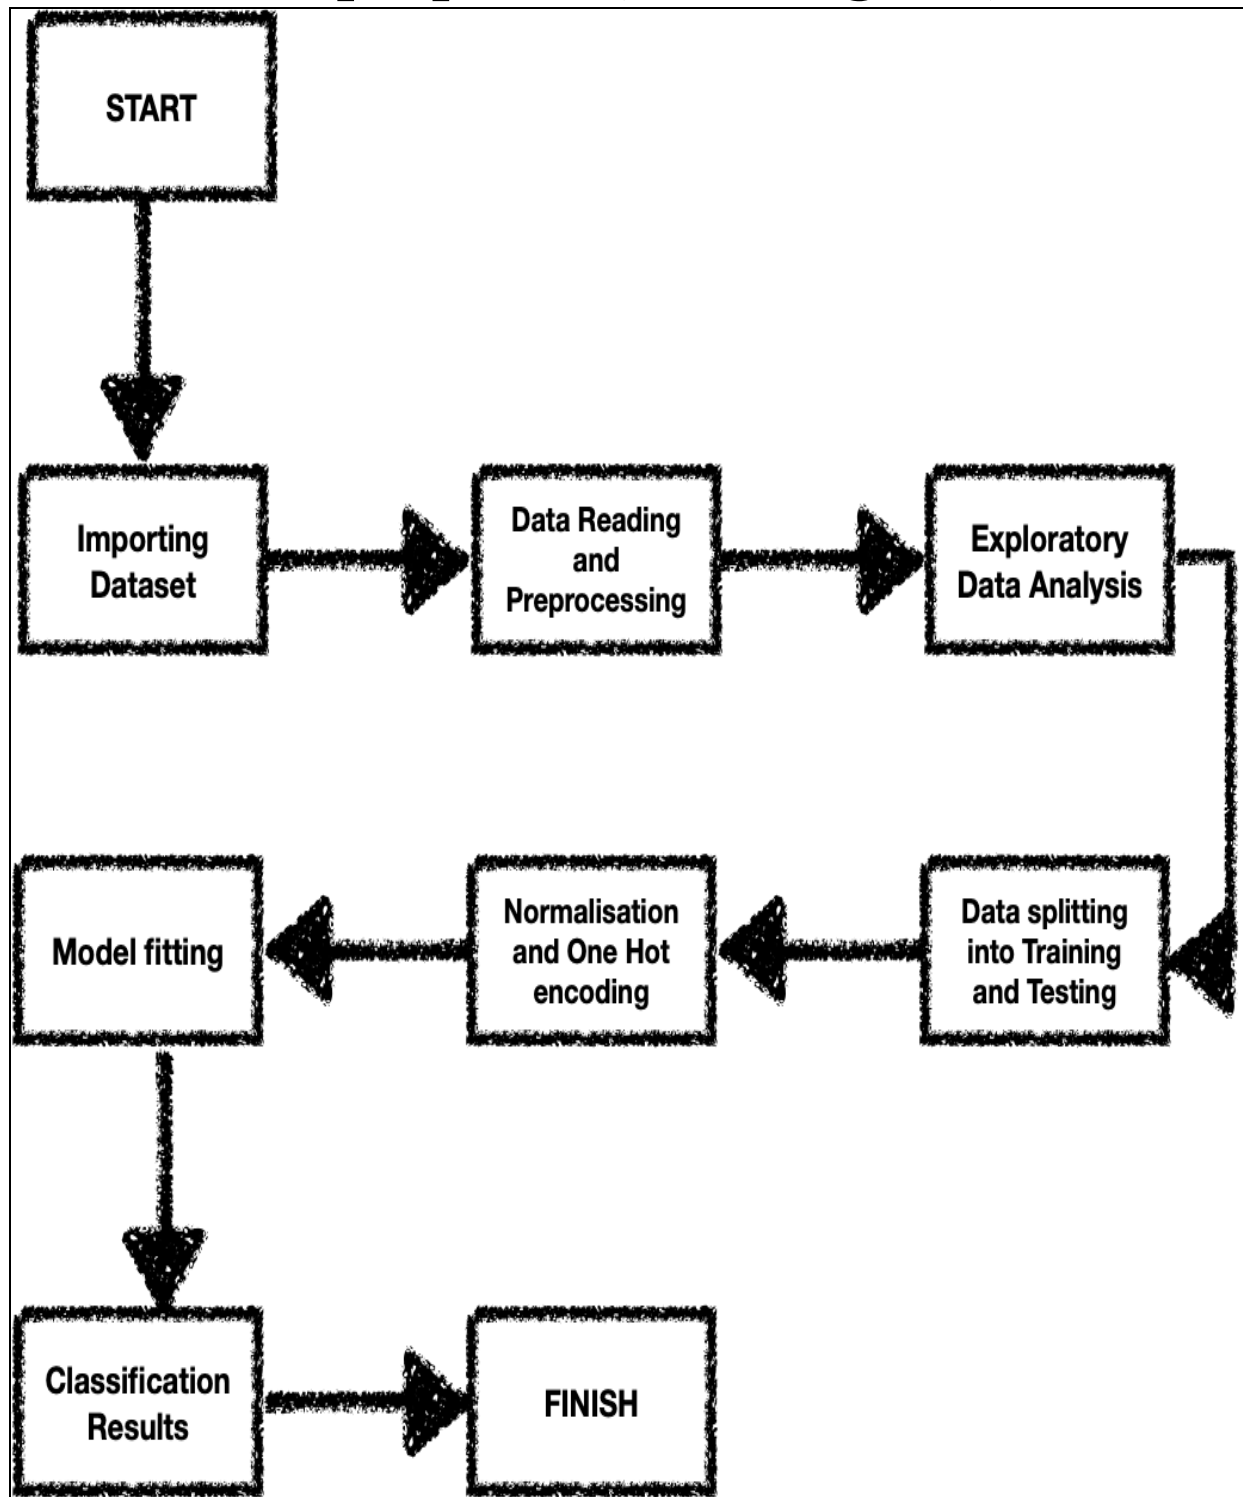 START
Importing
Dataset
Data Reading
and
Preprocessing
Exploratory
Data Analysis
Data splitting
into Training
and Testing
Normalisation
and One Hot
encoding
Model fitting
Classification
Results
FINISH